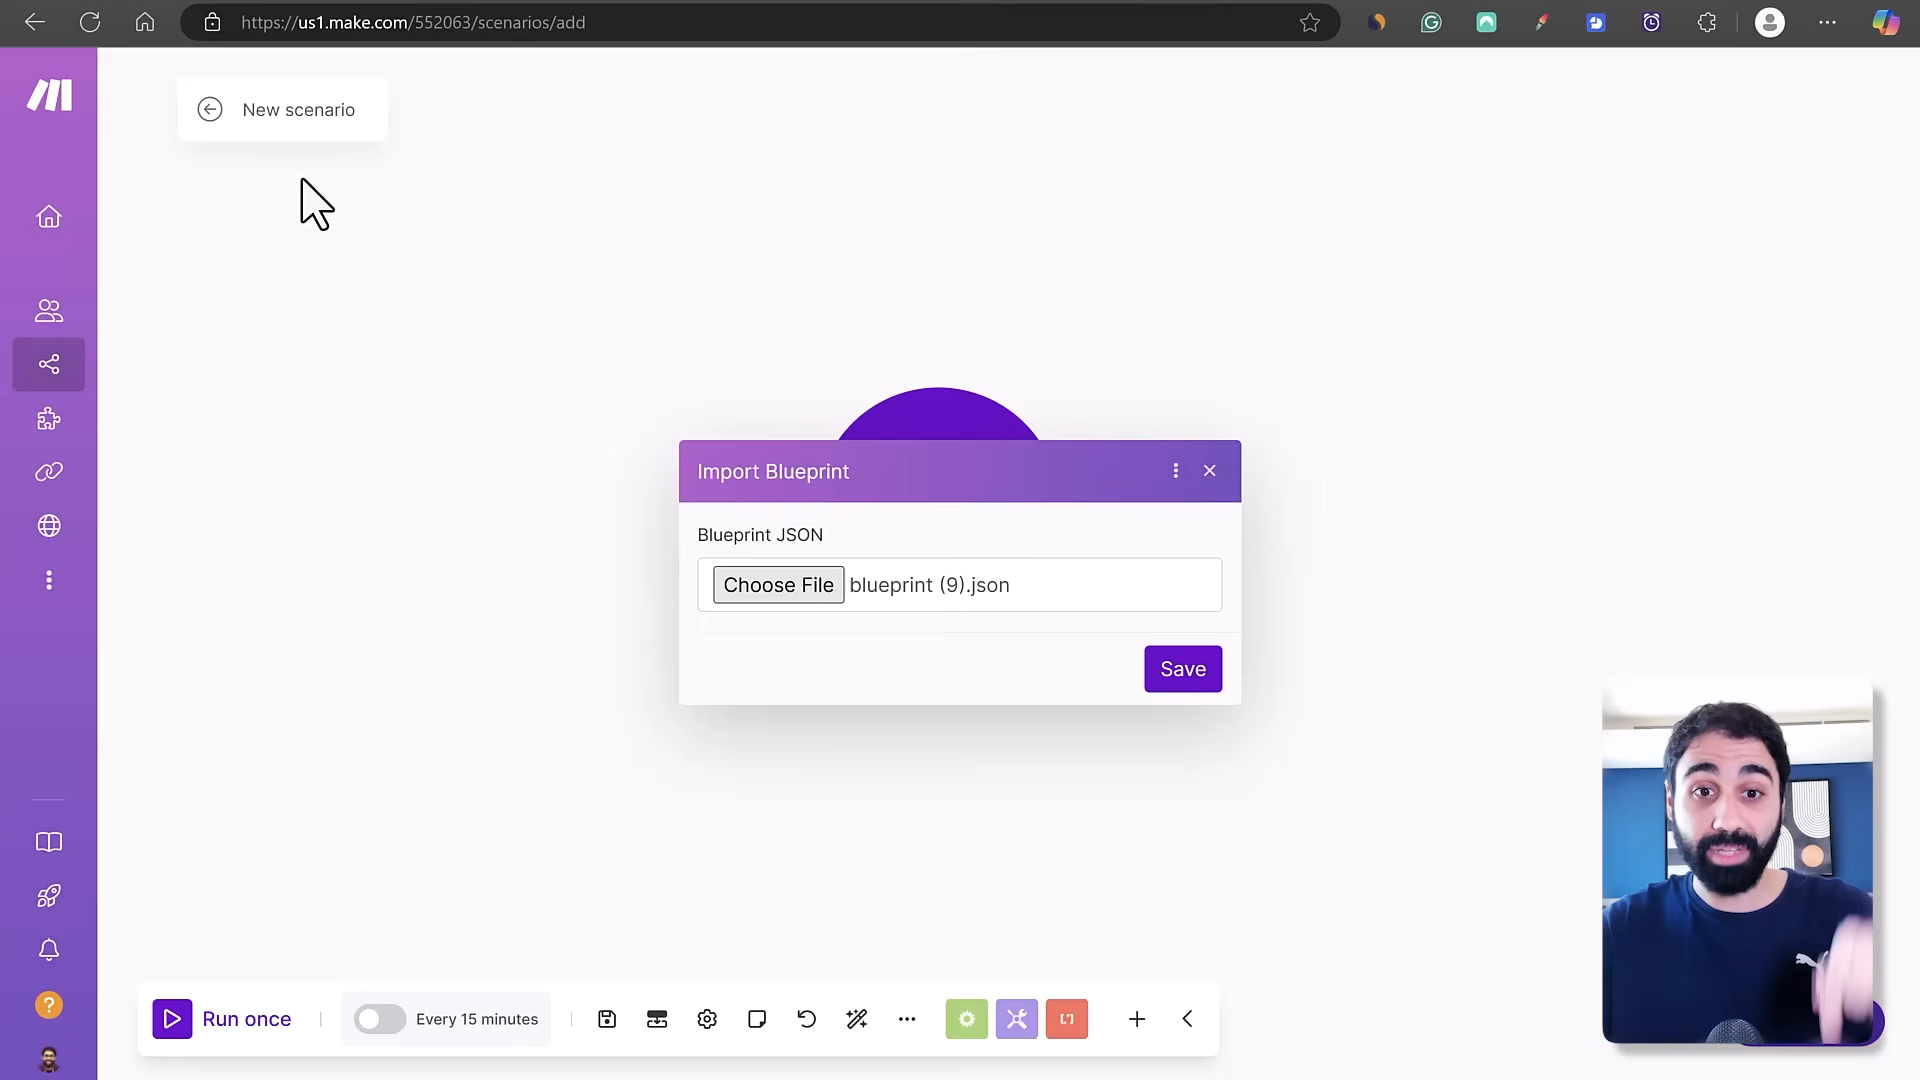 https://us1.make.com/552063/scenarios/add
New scenario
Import Blueprint
Blueprint JSON
Choose File blueprint (9).json
Save
Run once
Every 15 minutes
?